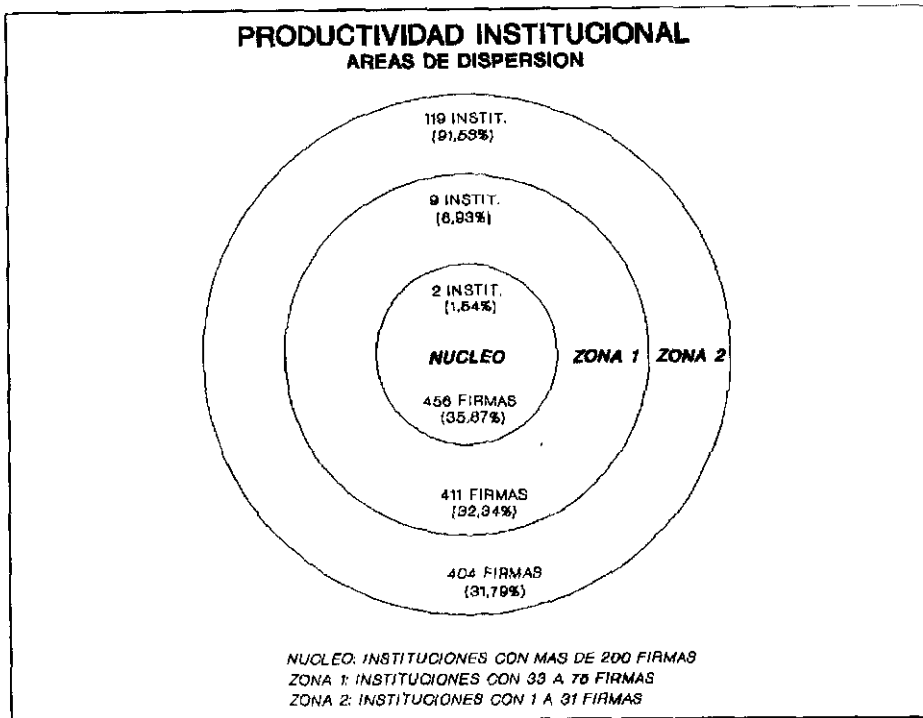 PRODUCTIVIDAD INSTITUCIONAL
AREAS DE DISPERSION
119 INSTIT.
(91,53%)
9 INSTIT.
(6,93%)
2 INSTIT.
(1,54%)
NUCLEO
ZONA 1
ZONA 2
456 FIRMAS
(35,87%)
411 FIRMAS
(32,34%)
404 FIRMAS
(31,79%)
NUCLEO: INSTITUCIONES CON MAS DE 200 FIRMAS
ZONA 1: INSTITUCIONES CON 33 A 75 FIRMAS
ZONA 2: INSTITUCIONES CON 1 A 31 FIRMAS